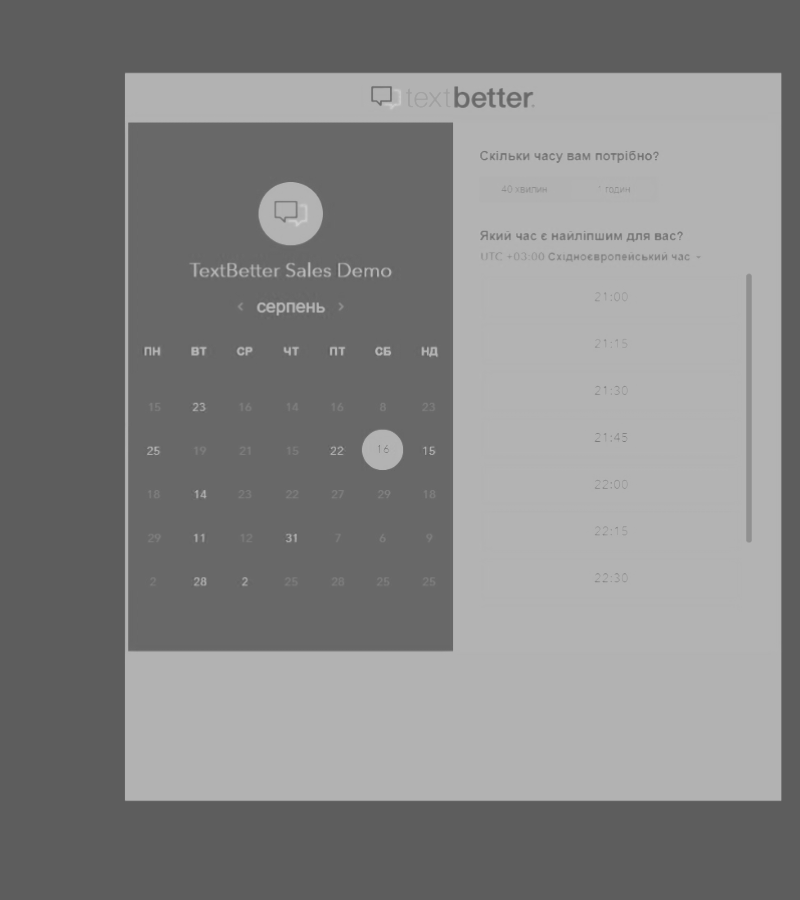 textbetter.
TextBetter Sales Demo
< серпень >
ПН ВТ СР ЧТ ПТ СБ НД
15 23 16 14 16 8 23
25 19 21 15 22 16 15
18 14 23 22 27 29 18
29 11 12 31 7 6 9
2 28 2 25 28 25 25
Скільки часу вам потрібно?
40 хвилин 1 годин
Який час є найліпшим для вас?
UTC +03:00 Східноєвропейський час
21:00
21:15
21:30
21:45
22:00
22:15
22:30